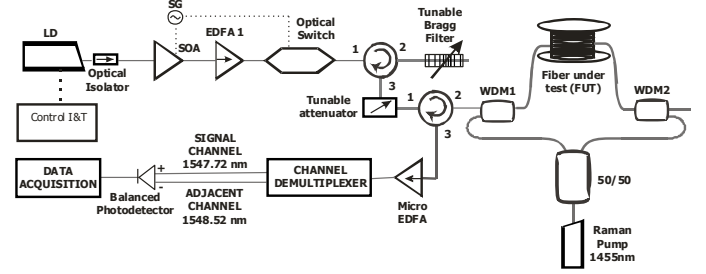 SG
LD
SOA
EDFA 1
Optical
Switch
Optical
Isolator
Control I&T
1
2
3
Tunable
Bragg
Filter
Tunable
attenuator
1
2
3
WDM1
Fiber under
test (FUT)
WDM2
50/50
Raman
Pump
1455nm
Micro
EDFA
CHANNEL
DEMULTIPLEXER
SIGNAL
CHANNEL
1547.72 nm
ADJACENT
CHANNEL
1548.52 nm
+
-
Balanced
Photodetector
DATA
ACQUISITION